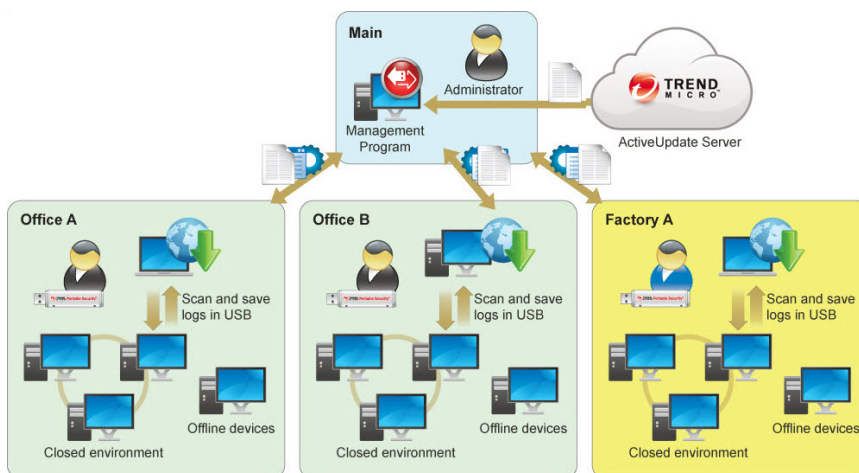 Main
Administrator
Management
Program
TREND
MICRO™
ActiveUpdate Server
Office A
Scan and save
logs in USB
Closed environment
Offline devices
Office B
Scan and save
logs in USB
Closed environment
Offline devices
Factory A
Scan and save
logs in USB
Closed environment
Offline devices